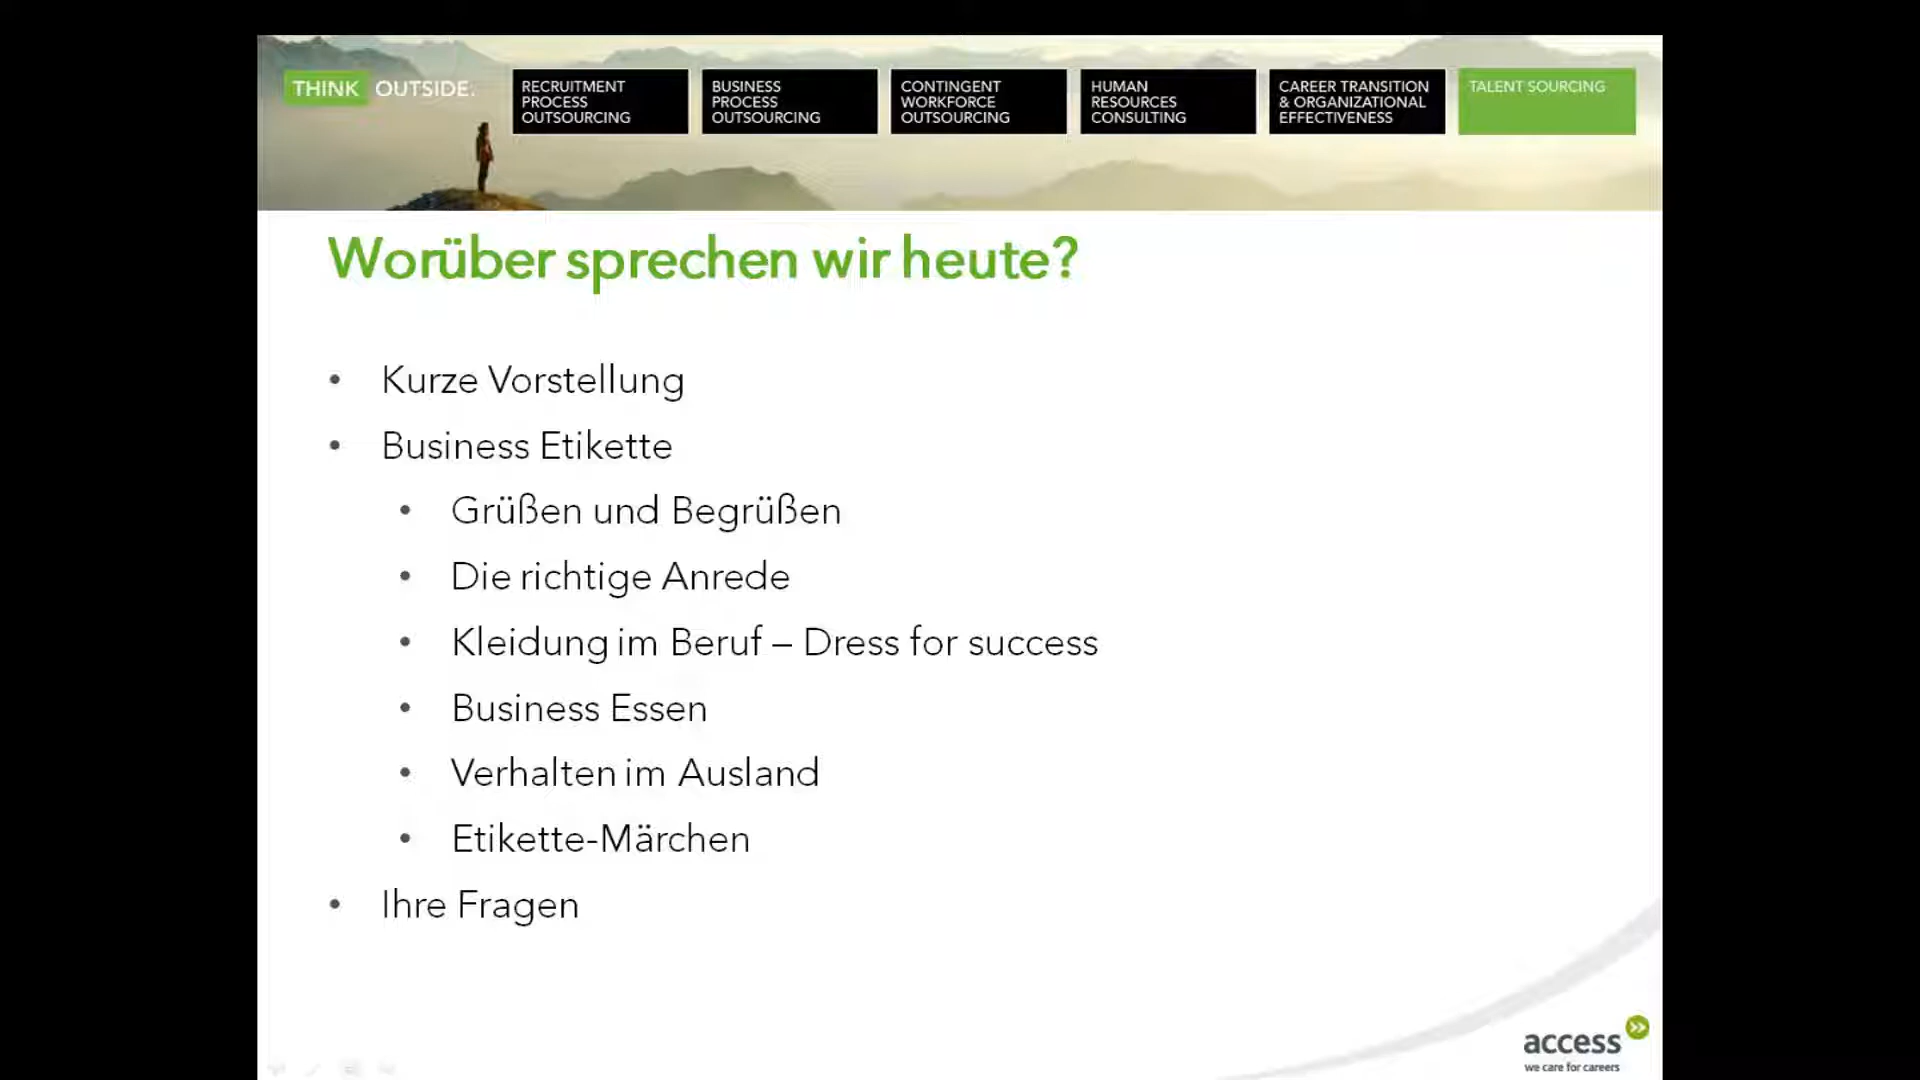 THINK OUTSIDE.
RECRUITMENT
PROCESS
OUTSOURCING
BUSINESS
PROCESS
OUTSOURCING
CONTINGENT
WORKFORCE
OUTSOURCING
HUMAN
RESOURCES
CONSULTING
CAREER TRANSITION
& ORGANIZATIONAL
EFFECTIVENESS
TALENT SOURCING
Worüber sprechen wir heute?
• Kurze Vorstellung
• Business Etikette
• Grüßen und Begrüßen
• Die richtige Anrede
• Kleidung im Beruf – Dress for success
• Business Essen
• Verhalten im Ausland
• Etikette-Märchen
• Ihre Fragen
access
we care for careers